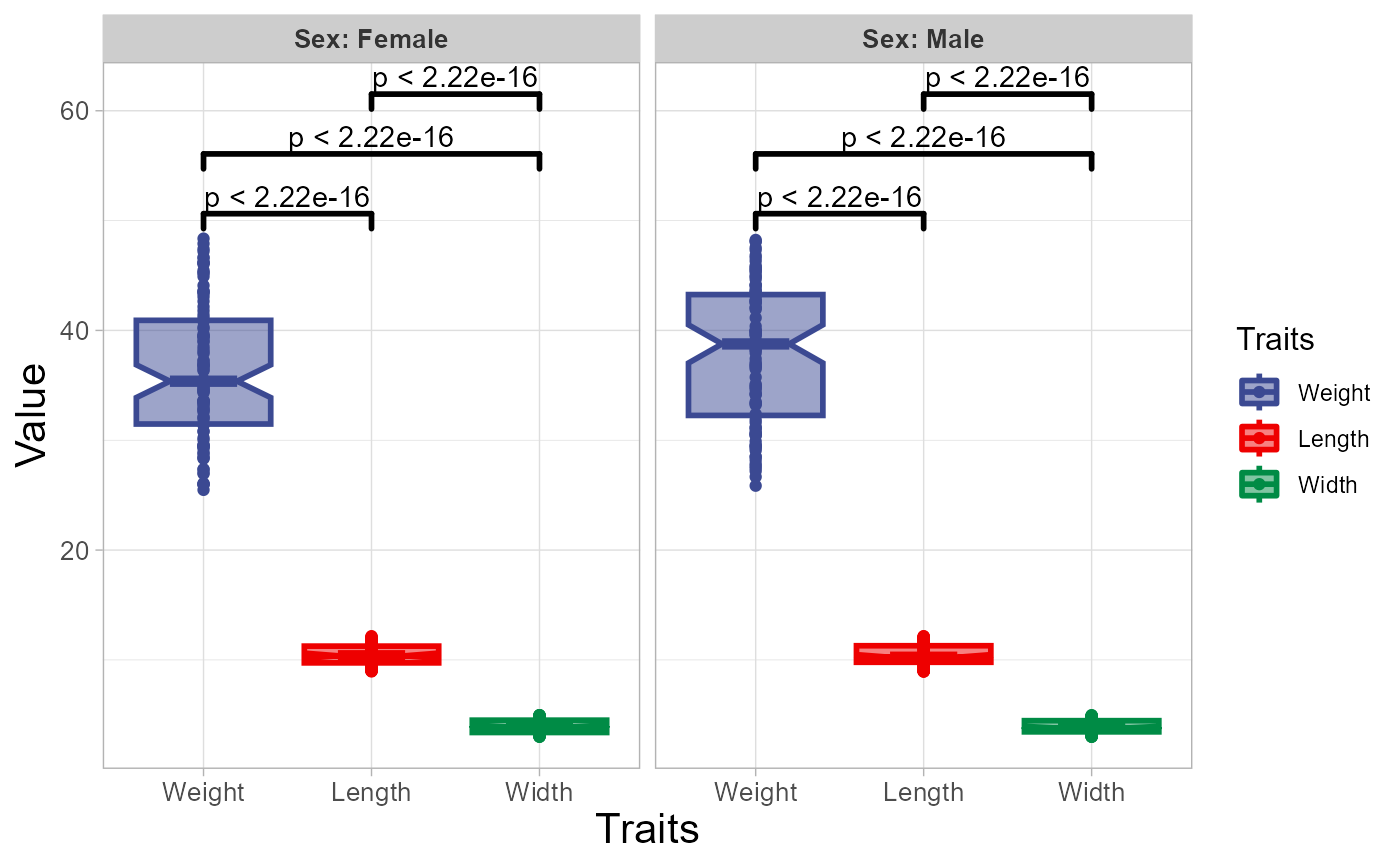 Sex: Female
Sex: Male
p < 2.22e-16
p < 2.22e-16
60
p < 2.22e-16
p < 2.22e-16
p < 2.22e-16
p < 2.22e-16
40
20
Value
Weight
Length
Width
Weight
Length
Width
Traits
Traits
Weight
Length
Width